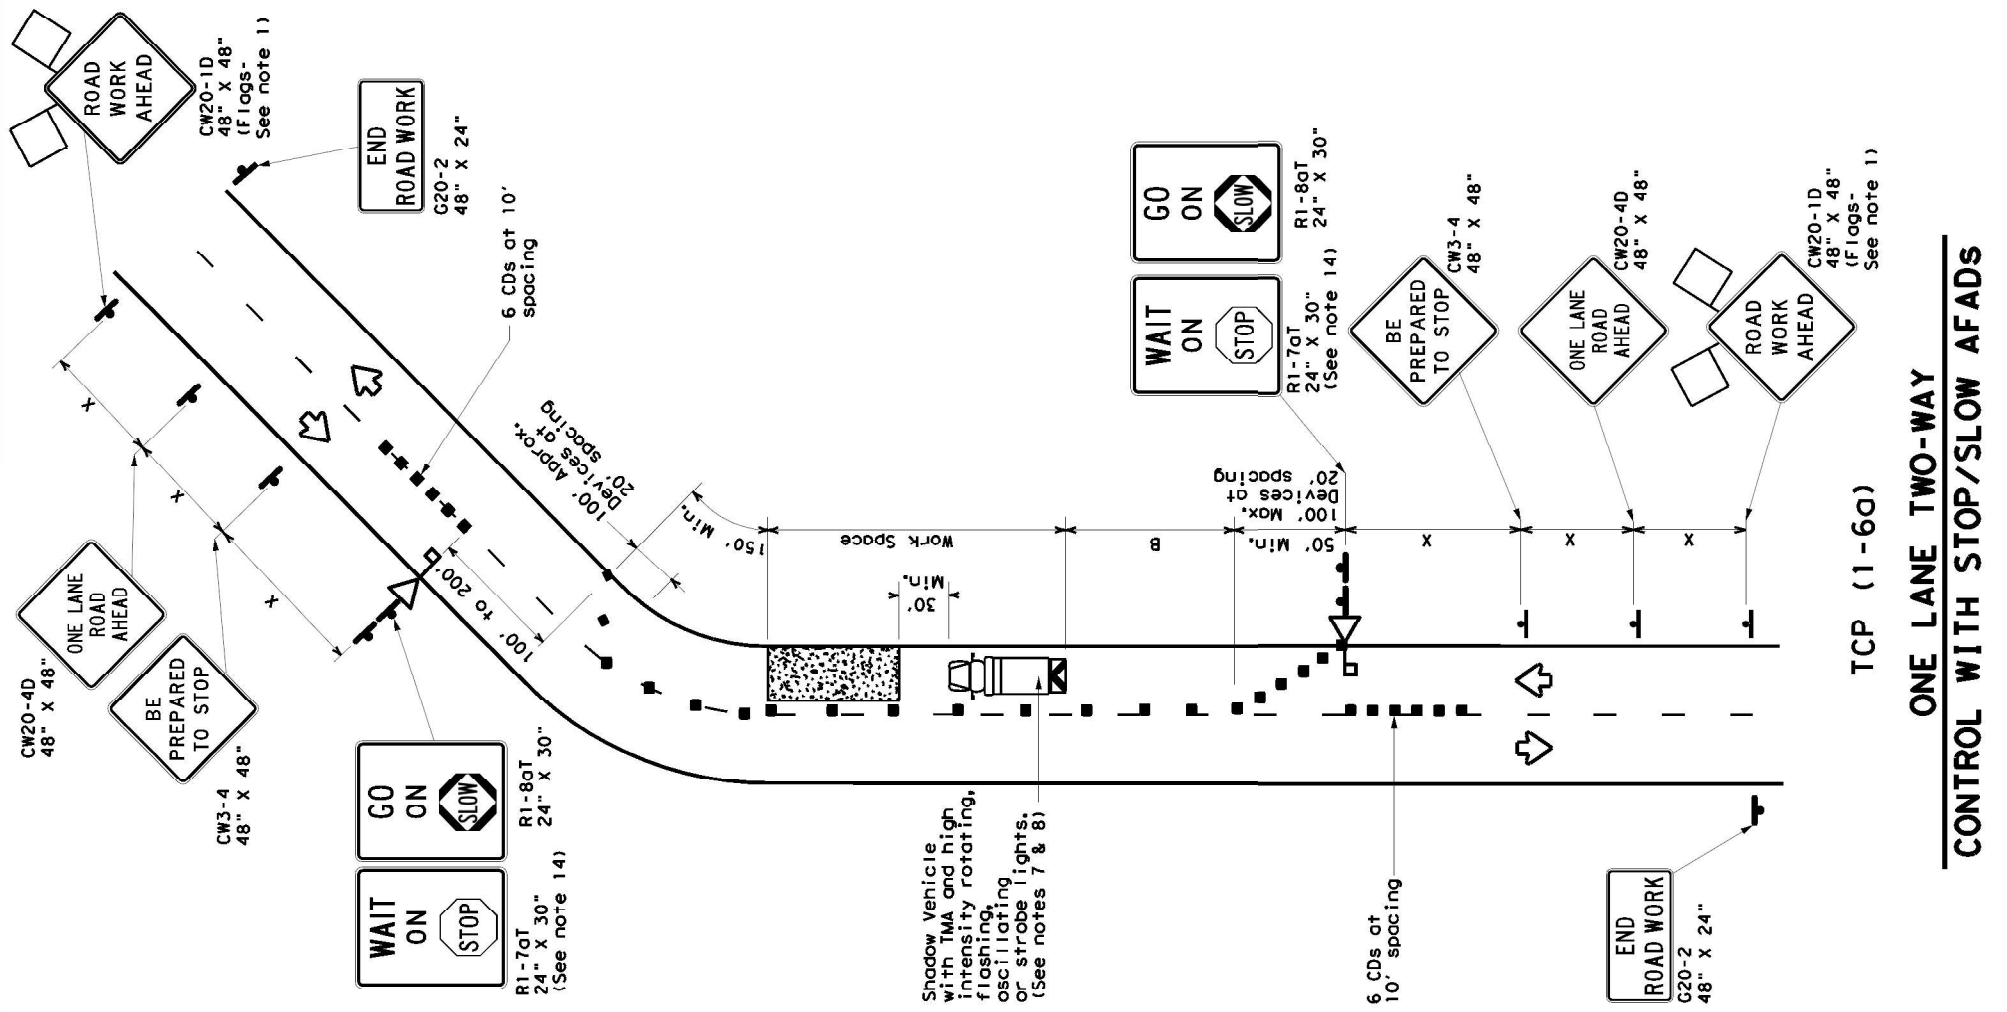 ROAD
WORK
AHEAD
CW20-1D
48" X 48"
(Flags-
See note 1)
END
ROAD WORK
G20-2
48" X 24"
6 CDs at 10'
spacing
X
X
X
ONE LANE
ROAD
AHEAD
CW20-4D
48" X 48"
BE
PREPARED
TO STOP
CW3-4
48" X 48"
100' to 200'
100' Approx.
Devices at
20' spacing
150' Min.
Work Space
30'
Min.
B
50' Min.
100' Max.
Devices at
20' spacing
X
X
X
GO
ON
SLOW
R1-8aT
24" X 30"
WAIT
ON
STOP
R1-7aT
24" X 30"
(See note 14)
GO
ON
SLOW
R1-8aT
24" X 30"
WAIT
ON
STOP
R1-7aT
24" X 30"
(See note 14)
BE
PREPARED
TO STOP
CW3-4
48" X 48"
ONE LANE
ROAD
AHEAD
CW20-4D
48" X 48"
ROAD
WORK
AHEAD
CW20-1D
48" X 48"
(Flags-
See note 1)
Shadow Vehicle
with TMA and high
intensity rotating,
flashing,
oscillating
or strobe lights.
(See notes 7 & 8)
6 CDs at
10' spacing
END
ROAD WORK
G20-2
48" X 24"
TCP (1-6a)
ONE LANE TWO-WAY
CONTROL WITH STOP/SLOW AFADs